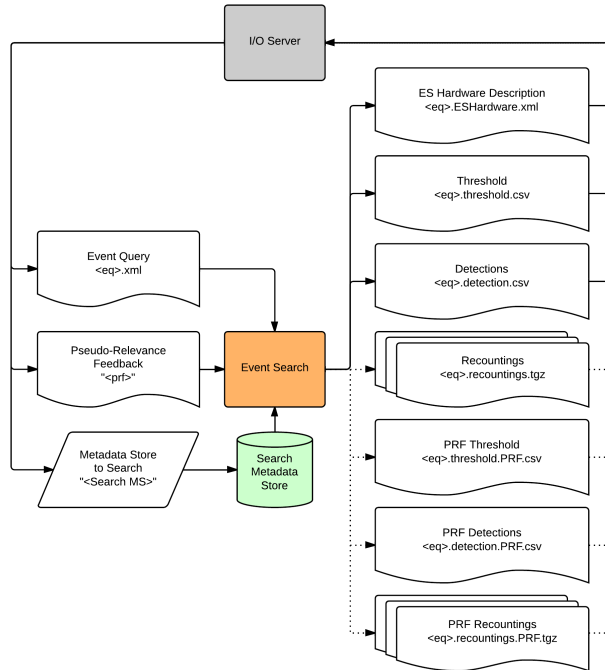 I/O Server
ES Hardware Description
<eq>.ESHardware.xml
Threshold
<eq>.threshold.csv
Event Query
<eq>.xml
Detections
<eq>.detection.csv
Pseudo-Relevance
Feedback
"<prf>"
Event Search
Recountings
<eq>.recountings.tgz
Metadata Store
to Search
"<Search MS>"
Search
Metadata
Store
PRF Threshold
<eq>.threshold.PRF.csv
PRF Detections
<eq>.detection.PRF.csv
PRF Recountings
<eq>.recountings.PRF.tgz